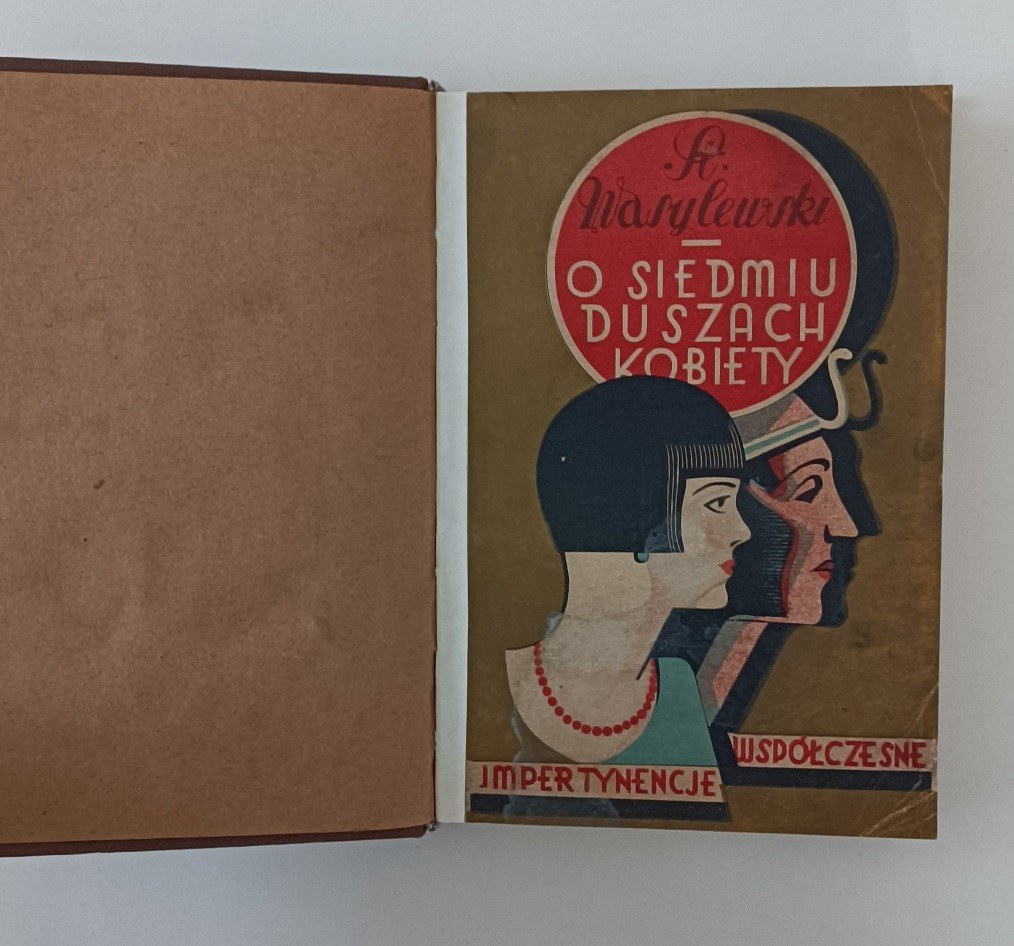 St.
Wasylewski
O SIEDMIU
DUSZACH
KOBIETY
WSPÓŁCZESNE
IMPERTYNENCJE